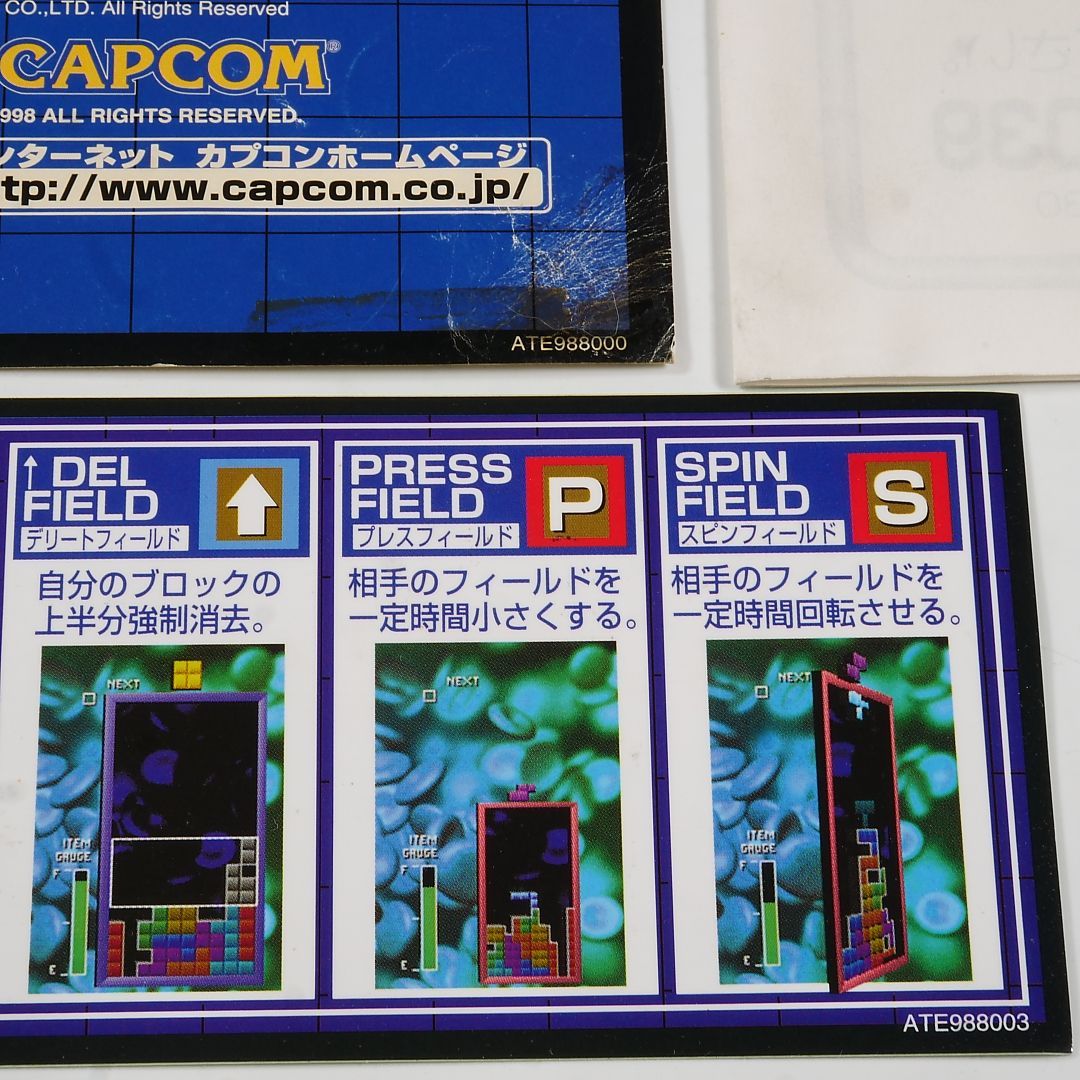 CO.,LTD. All Rights Reserved
CAPCOM®
998 ALL RIGHTS RESERVED.
ンターネット カプコンホームページ
tp://www.capcom.co.jp/
ATE988000
↑ DEL
FIELD
デリートフィールド
自分のブロックの
上半分強制消去。
NEXT
ITEM
GAUGE
F
E
PRESS
FIELD
P
プレスフィールド
相手のフィールドを
一定時間小さくする。
NEXT
ITEM
GAUGE
F
E
SPIN
FIELD
S
スピンフィールド
相手のフィールドを
一定時間回転させる。
NEXT
ITEM
GAUGE
F
E
ATE988003